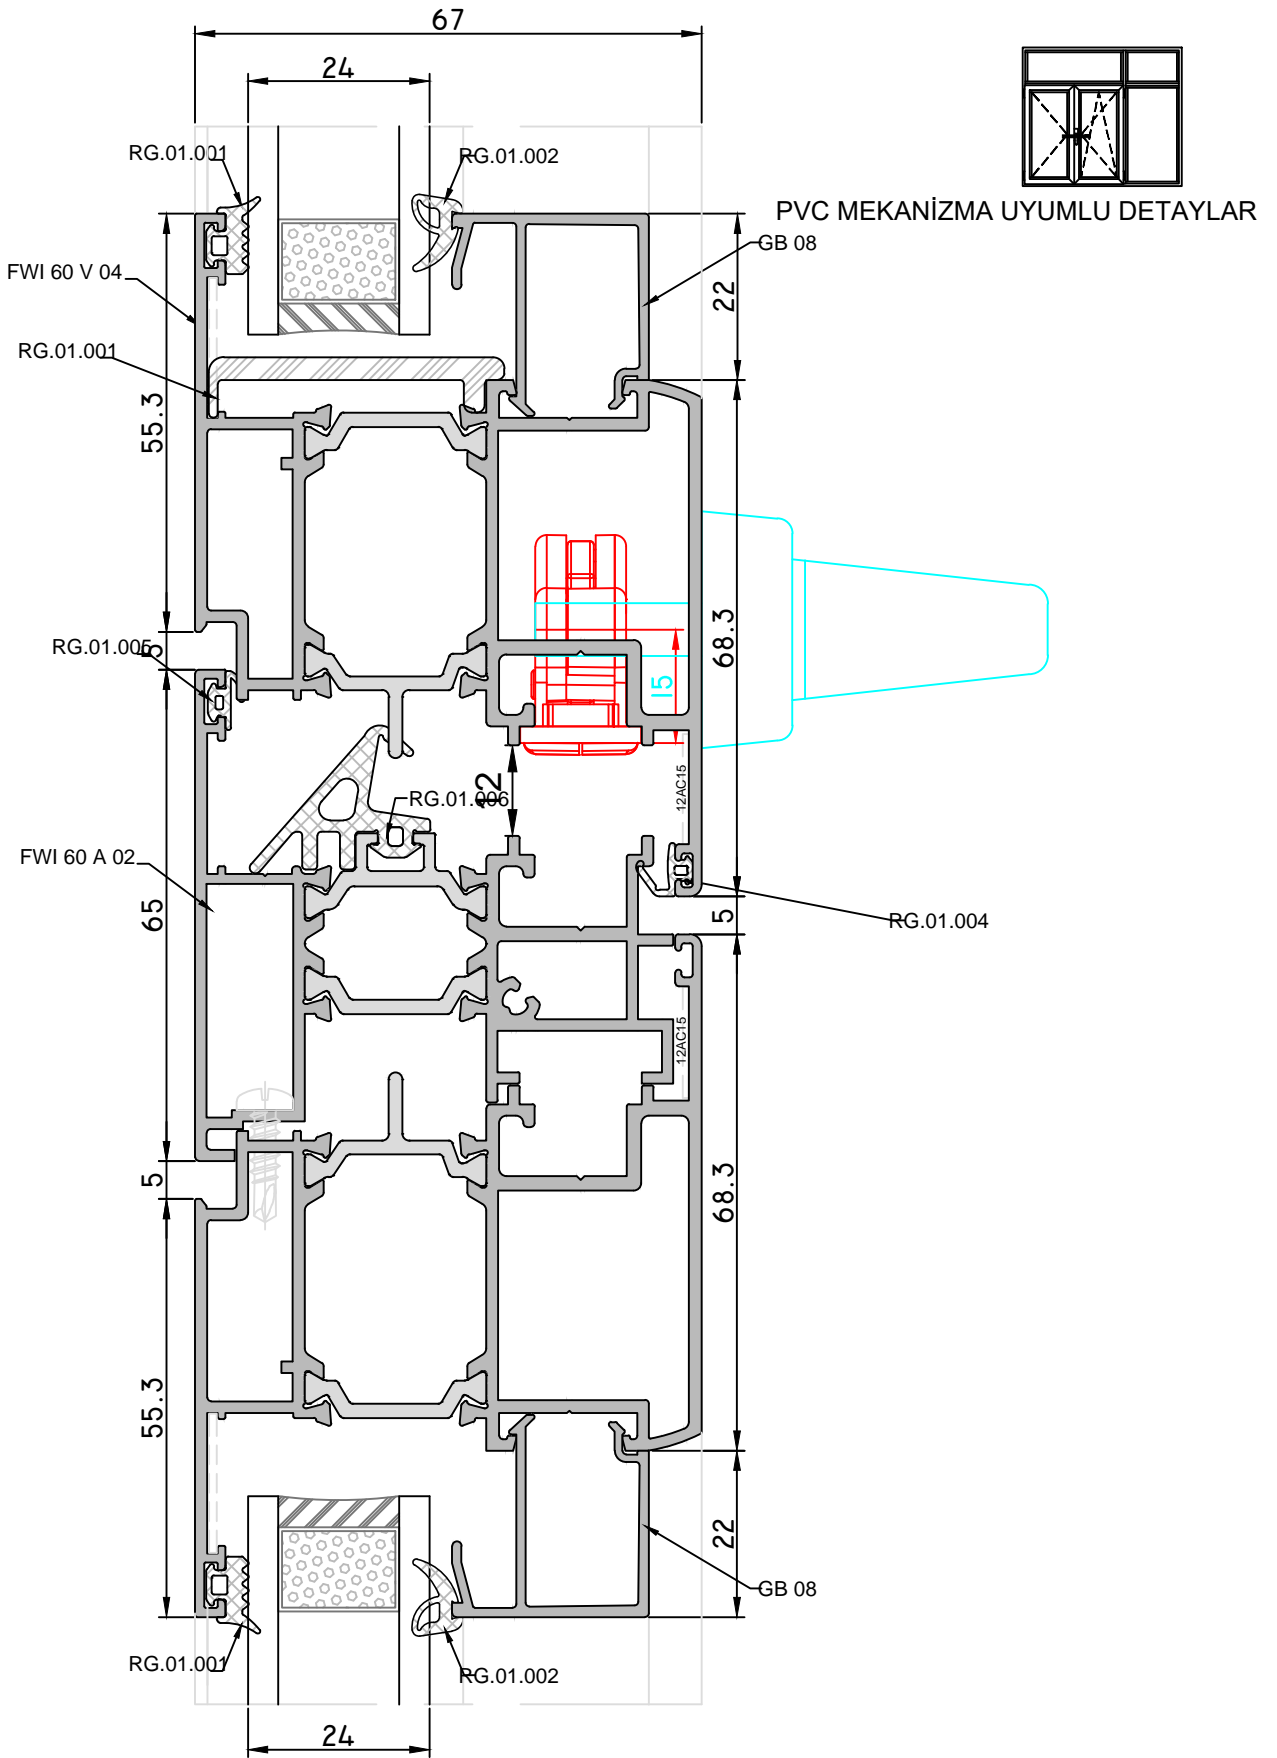 67
24
RG.01.001
RG.01.002
PVC MEKANİZMA UYUMLU DETAYLAR
GB 08
FWI 60 V 04
22
RG.01.001
55.3
68.3
RG.01.005
5
15
12AC15
12
RG.01.006
FWI 60 A 02
65
RG.01.004
5
12AC15
5
68.3
55.3
22
GB 08
RG.01.001
RG.01.002
24